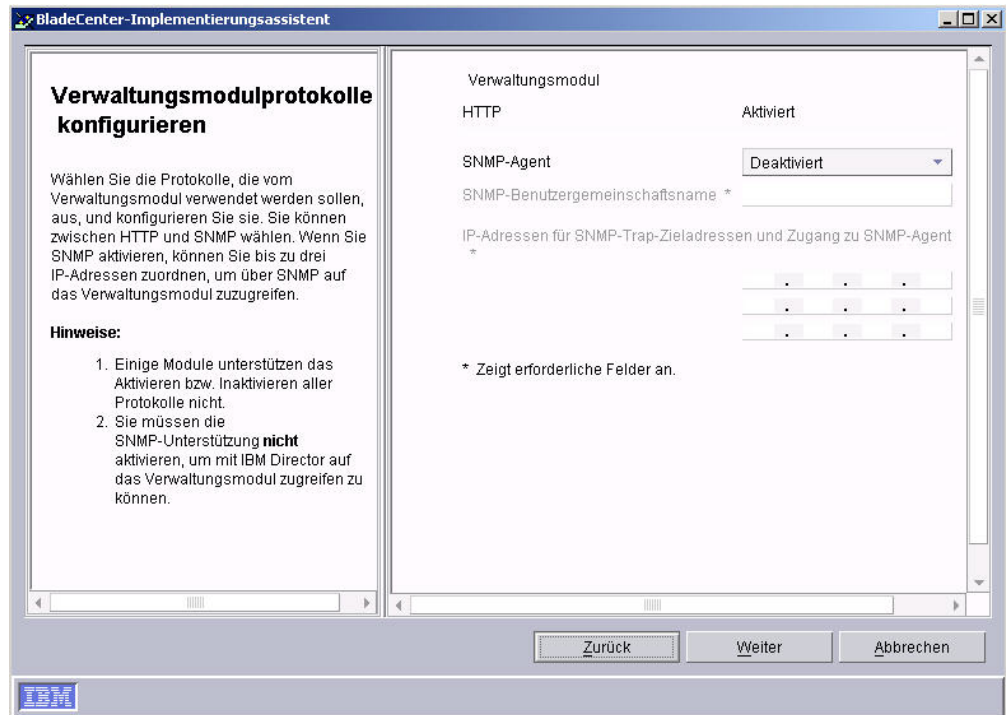 BladeCenter-Implementierungsassistent
Verwaltungsmodulprotokolle
konfigurieren
Wählen Sie die Protokolle, die vom
Verwaltungsmodul verwendet werden sollen,
aus, und konfigurieren Sie sie. Sie können
zwischen HTTP und SNMP wählen. Wenn Sie
SNMP aktivieren, können Sie bis zu drei
IP-Adressen zuordnen, um über SNMP auf
das Verwaltungsmodul zuzugreifen.
Hinweise:
1. Einige Module unterstützen das
Aktivieren bzw. Inaktivieren aller
Protokolle nicht.
2. Sie müssen die
SNMP-Unterstützung nicht
aktivieren, um mit IBM Director auf
das Verwaltungsmodul zugreifen zu
können.
Verwaltungsmodul
HTTP Aktiviert
SNMP-Agent Deaktiviert
SNMP-Benutzergemeinschaftsname *
IP-Adressen für SNMP-Trap-Zieladressen und Zugang zu SNMP-Agent
*
. . .
. . .
. . .
* Zeigt erforderliche Felder an.
Zurück Weiter Abbrechen
IBM